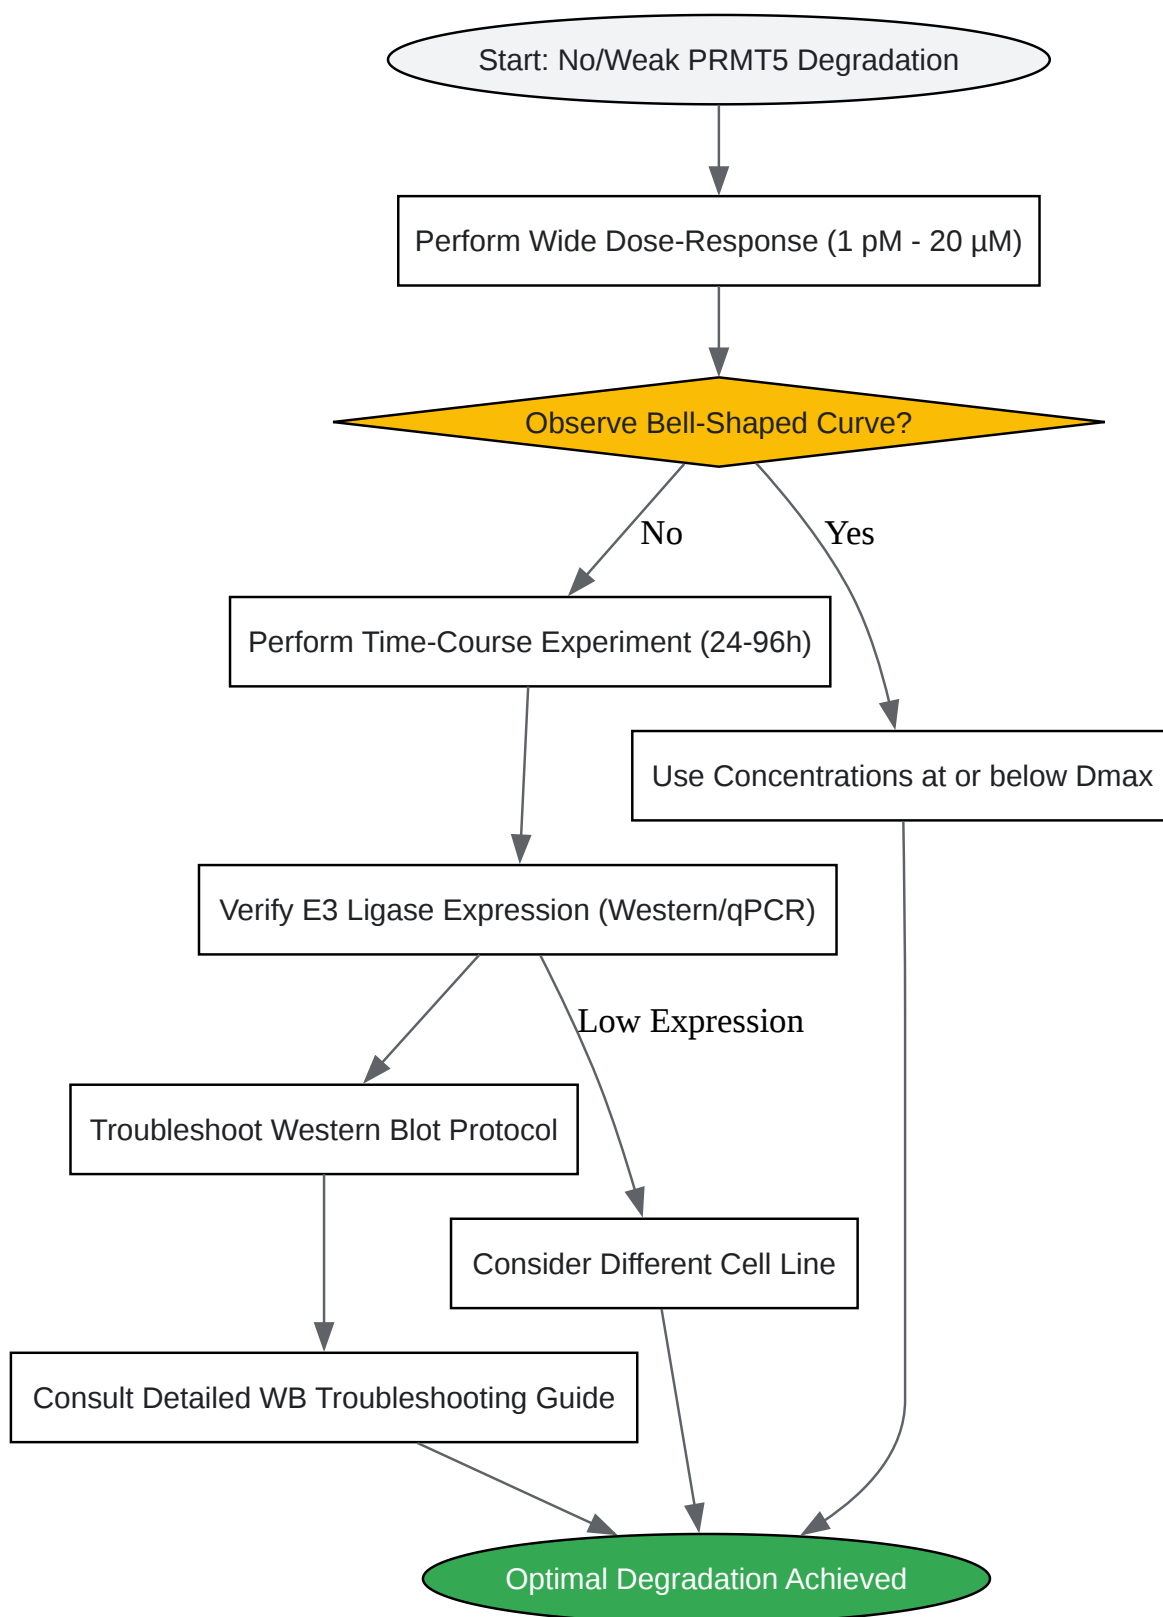 Start: No/Weak PRMT5 Degradation
Perform Wide Dose-Response (1 pM - 20 µM)
Observe Bell-Shaped Curve?
No
Yes
Perform Time-Course Experiment (24-96h)
Use Concentrations at or below Dmax
Verify E3 Ligase Expression (Western/qPCR)
Low Expression
Troubleshoot Western Blot Protocol
Consider Different Cell Line
Consult Detailed WB Troubleshooting Guide
Optimal Degradation Achieved